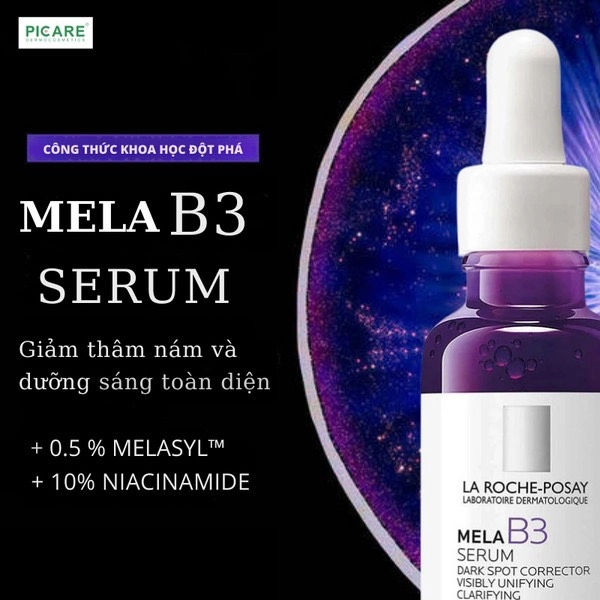 PICARE®
DERMOCOSMETICS
CÔNG THỨC KHOA HỌC ĐỘT PHÁ
MELA B3
SERUM
Giảm thâm nám và
dưỡng sáng toàn diện
+ 0.5 % MELASYL™
+ 10% NIACINAMIDE
LA ROCHE-POSAY
LABORATOIRE DERMATOLOGIQUE
MELA B3
SERUM
DARK SPOT CORRECTOR
VISIBLY UNIFYING
CLARIFYING